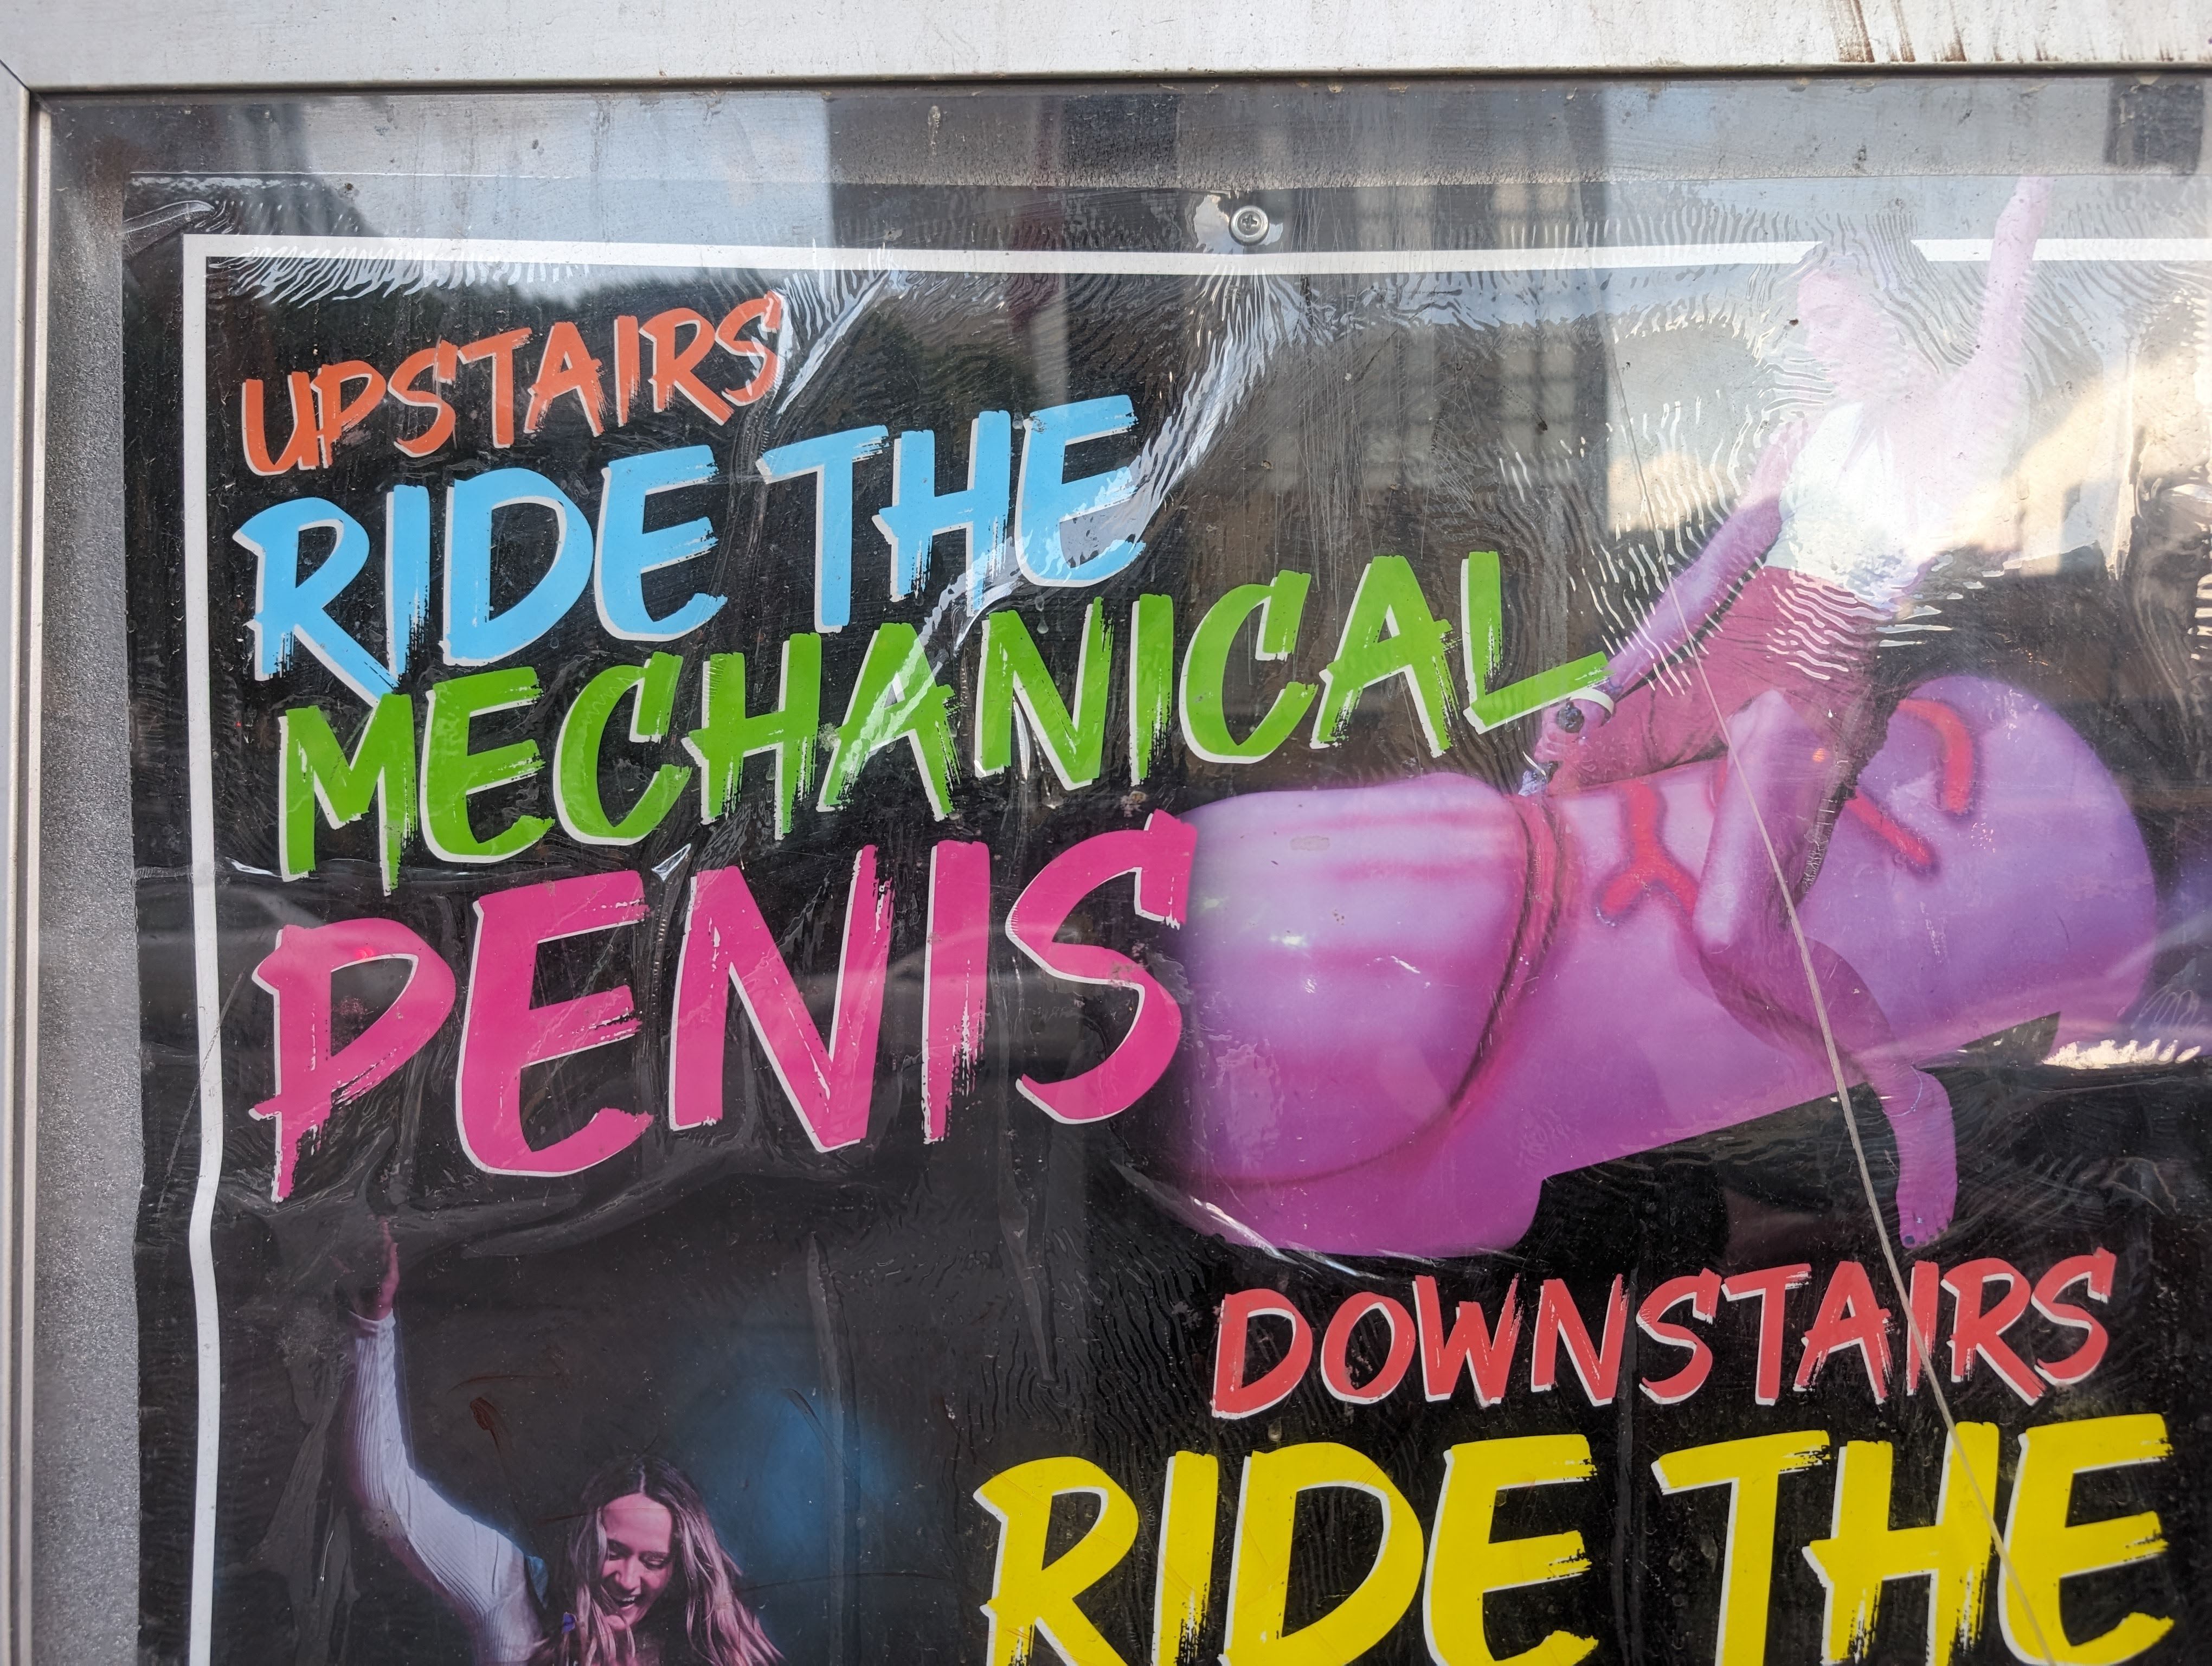 UPSTAIRS
RIDE THE
MECHANICAL
PENIS
DOWNSTAIRS
RIDE THE